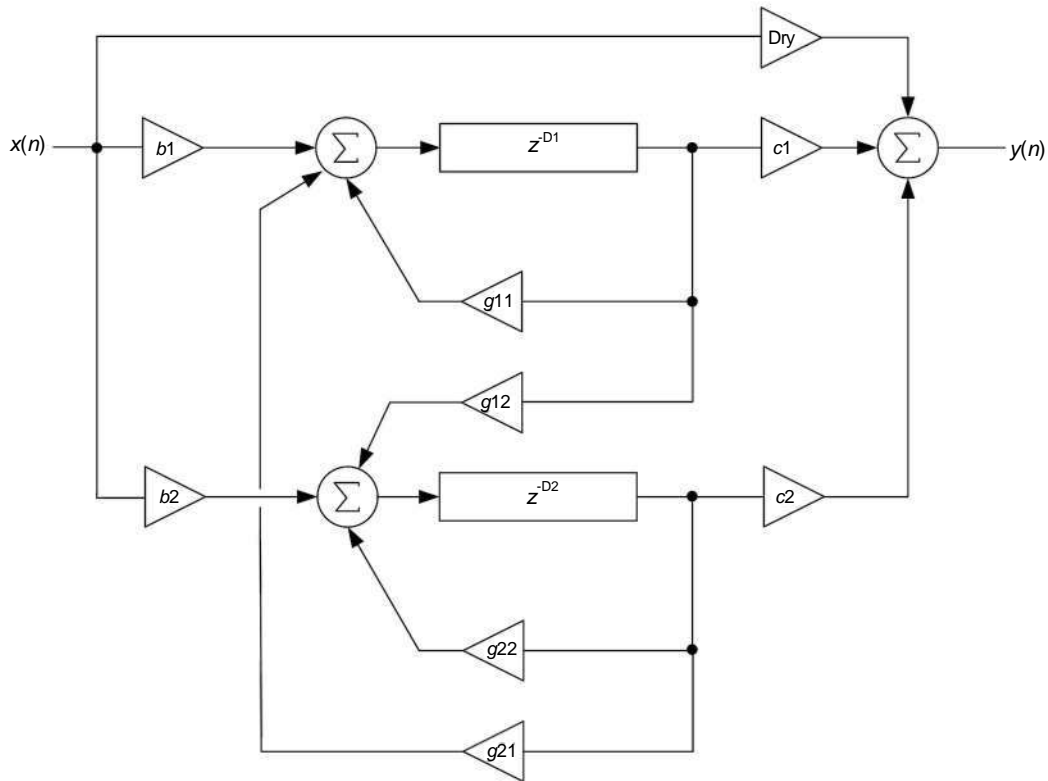 Dry
x(n) b1 Σ z-D1 c1 Σ y(n)
g11
g12
b2 Σ z-D2 c2
g22
g21